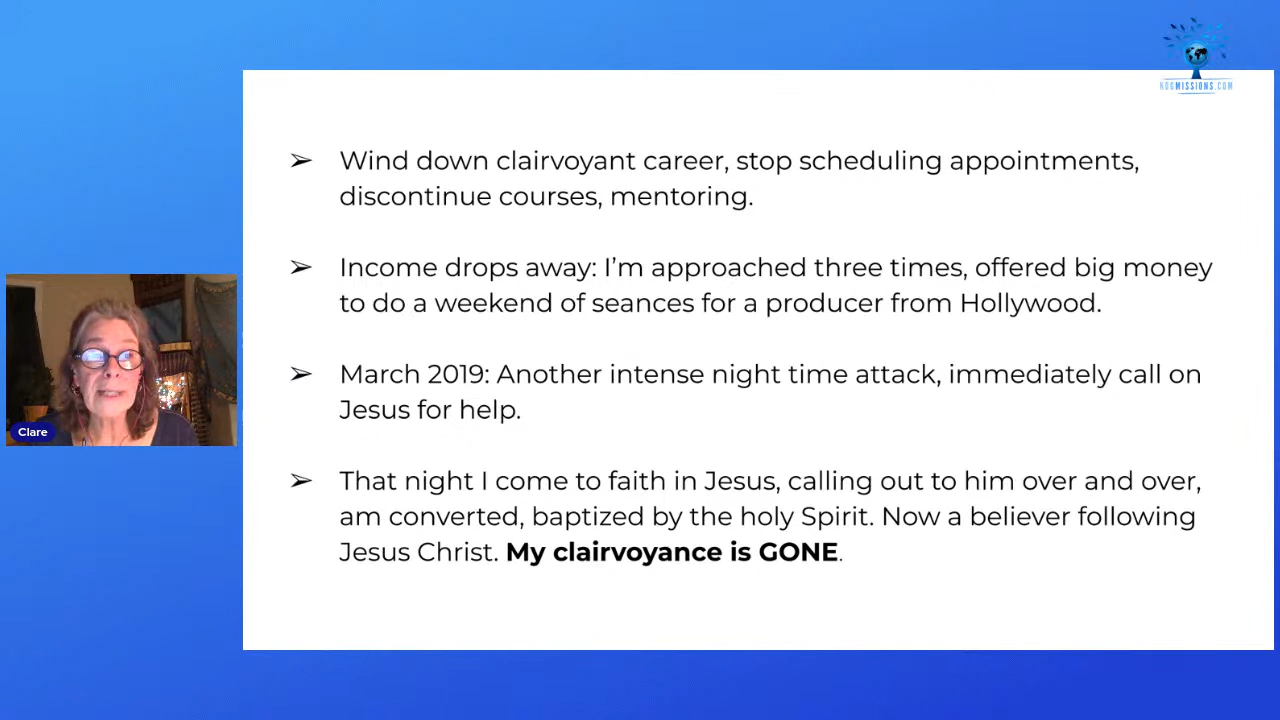 KOGMISSIONS.COM
➢ Wind down clairvoyant career, stop scheduling appointments,
discontinue courses, mentoring.
➢ Income drops away: I’m approached three times, offered big money
to do a weekend of seances for a producer from Hollywood.
➢ March 2019: Another intense night time attack, immediately call on
Jesus for help.
➢ That night I come to faith in Jesus, calling out to him over and over,
am converted, baptized by the holy Spirit. Now a believer following
Jesus Christ. My clairvoyance is GONE.
Clare